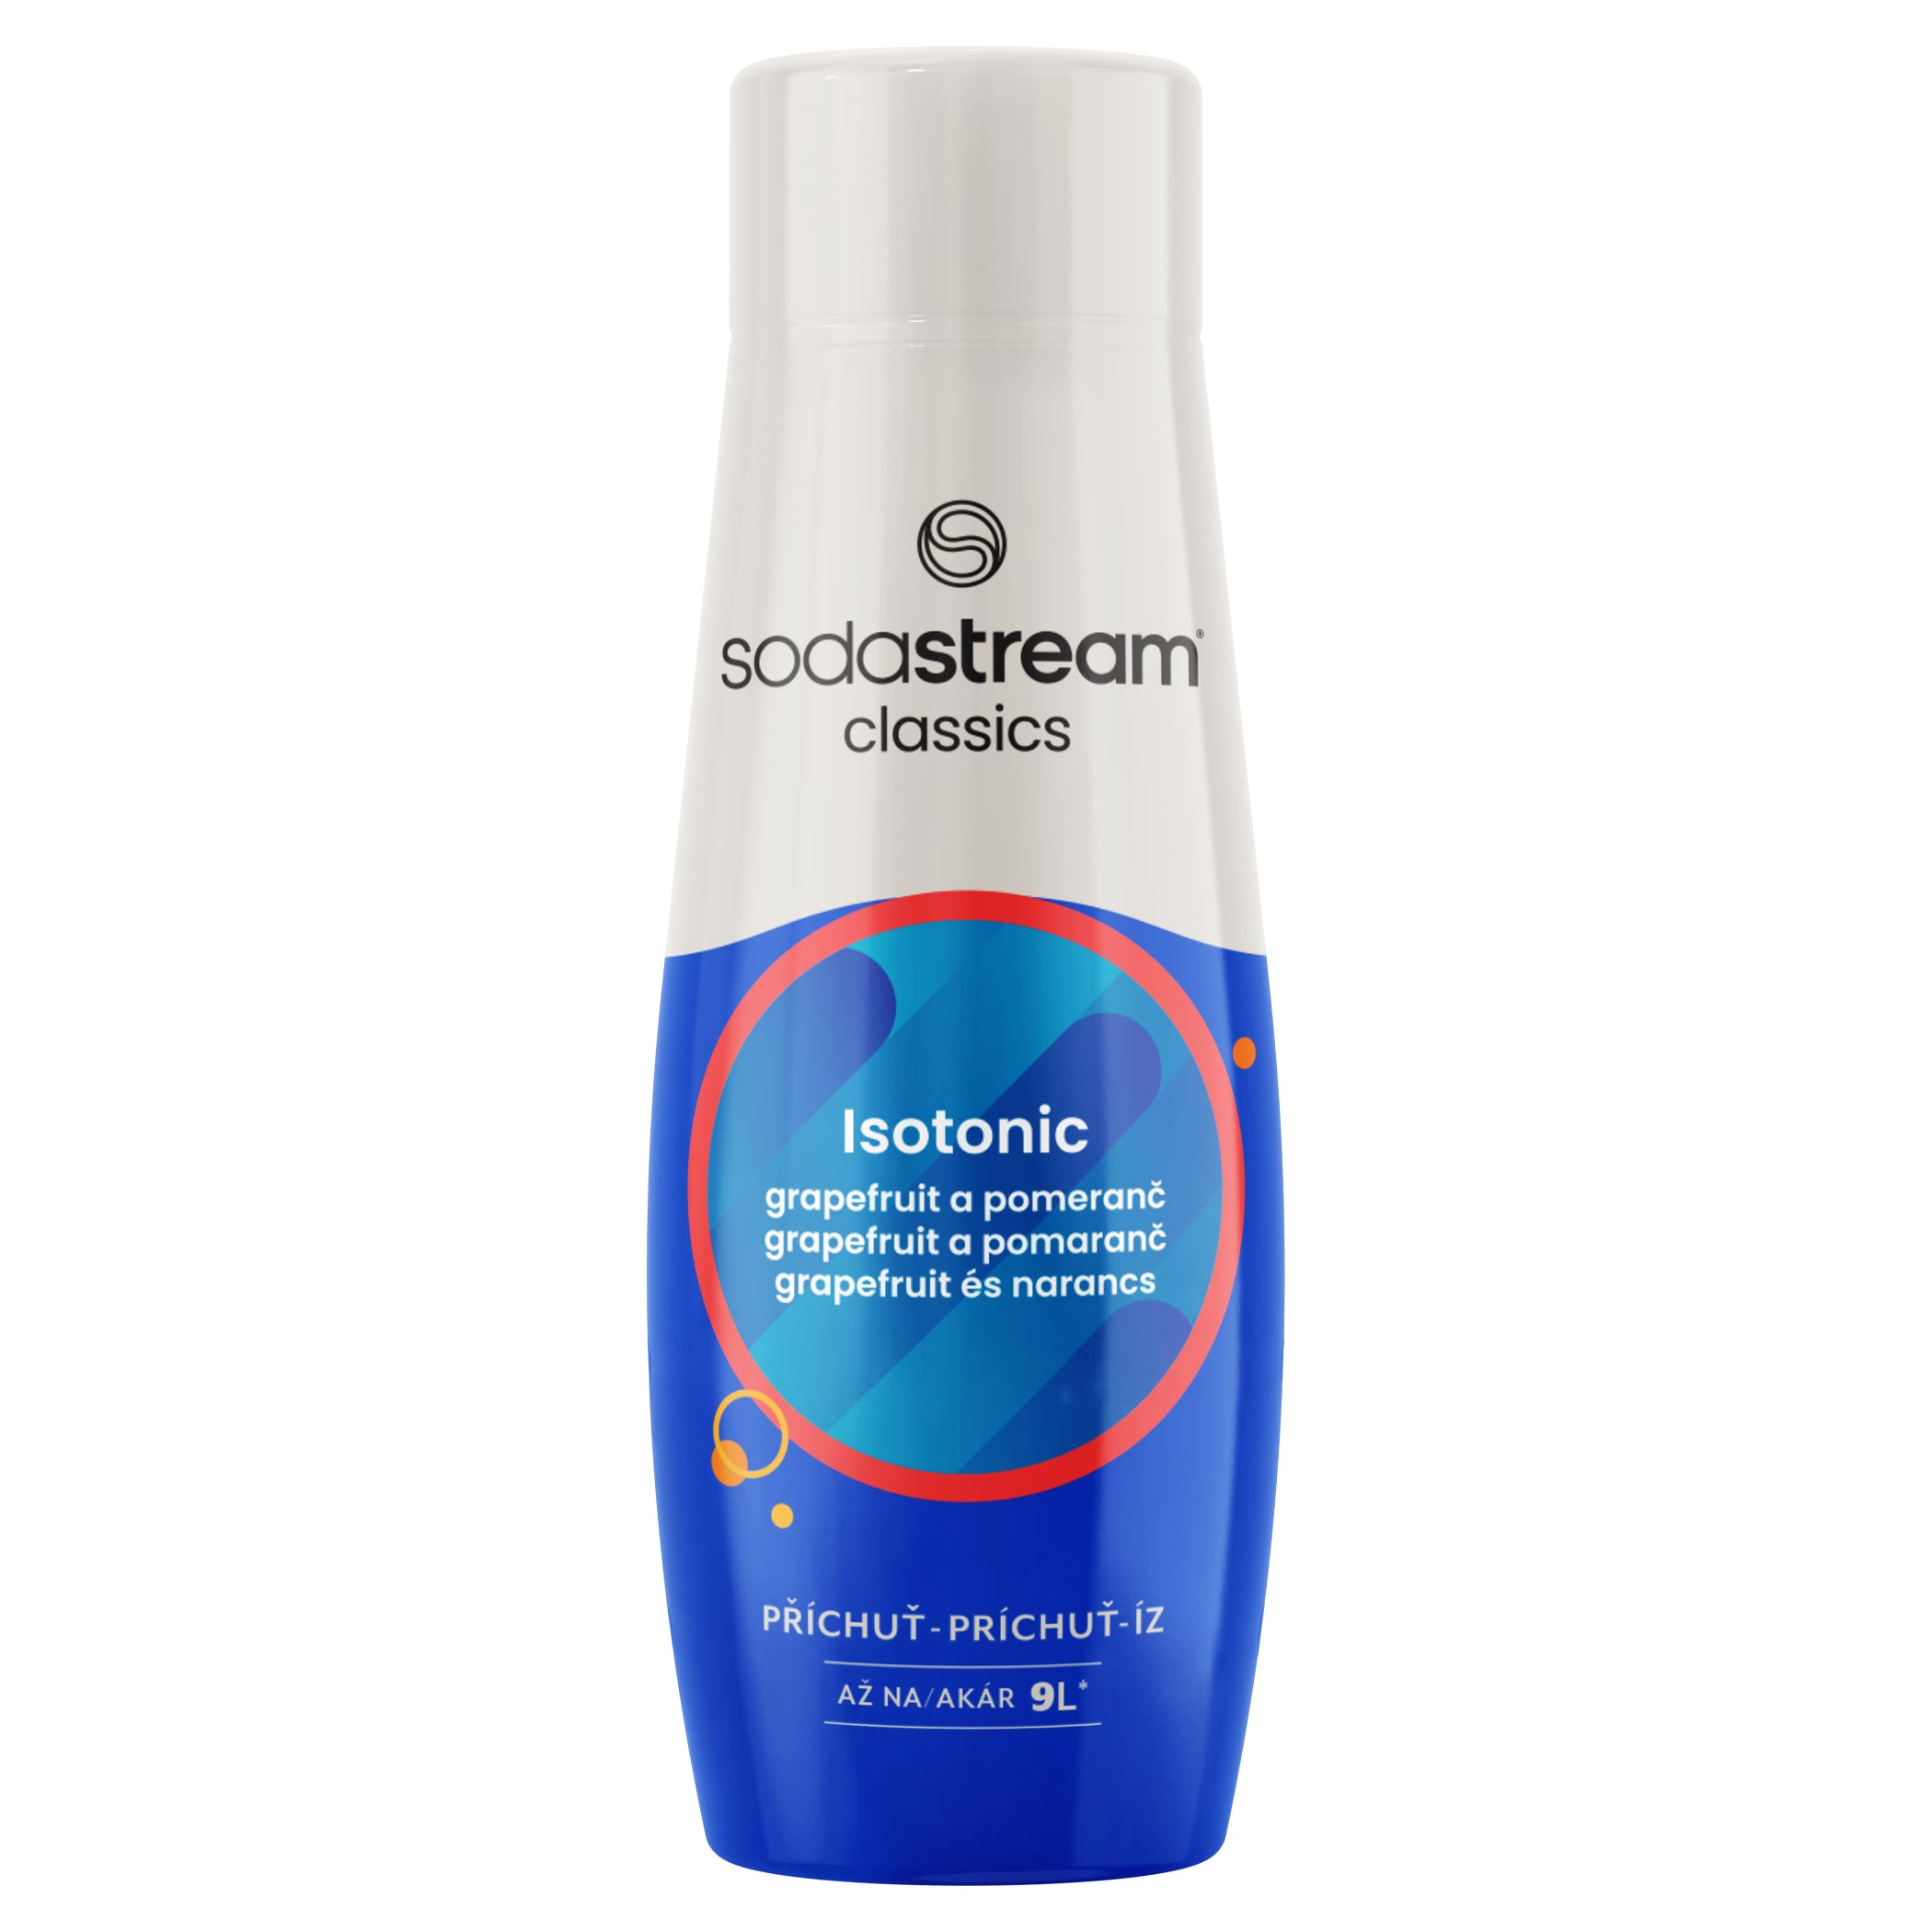 sodastream®
classics
Isotonic
grapefruit a pomeranč
grapefruit a pomaranč
grapefruit és narancs
PŘÍCHUŤ-PRÍCHUŤ-ÍZ
AŽ NA/AKÁR 9L*